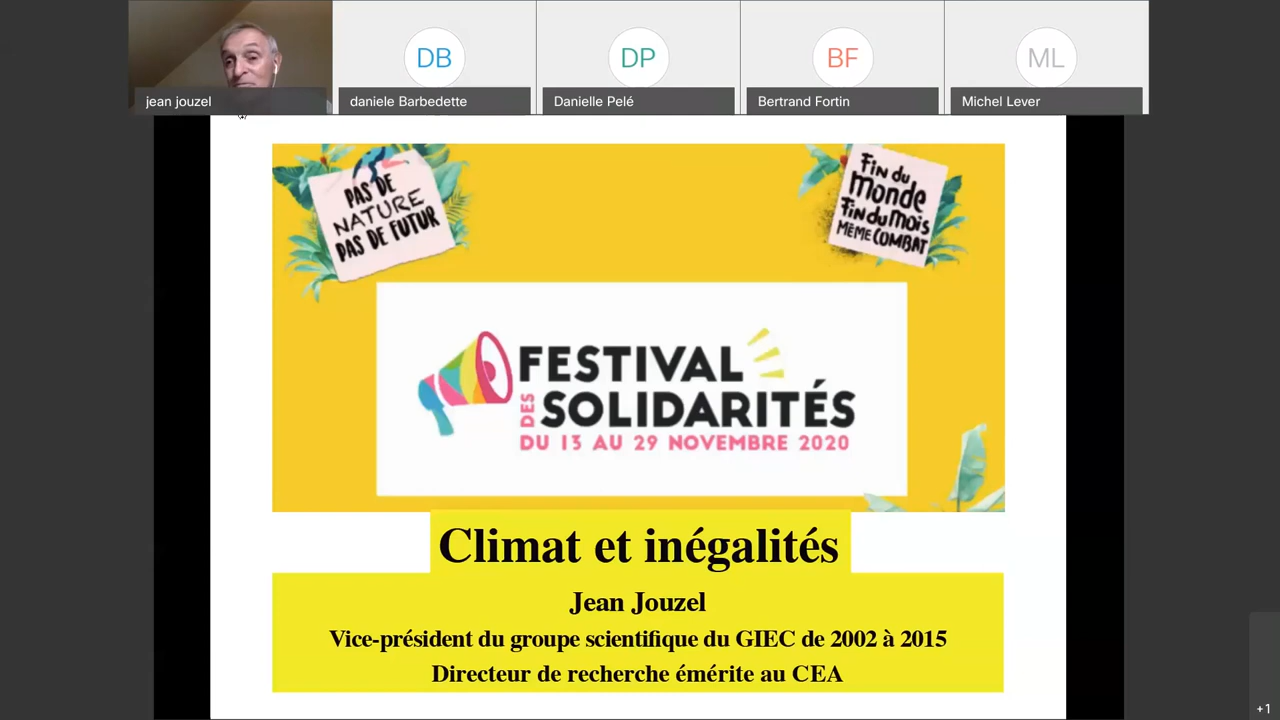 DB
DP
BF
ML
jean jouzel
daniele Barbedette
Danielle Pelé
Bertrand Fortin
Michel Lever
PAS DE
NATURE
PAS DE FUTUR
Fin du
Monde
Fin du Mois
MÊME COMBAT
FESTIVAL
DES SOLIDARITÉS
DU 13 AU 29 NOVEMBRE 2020
Climat et inégalités
Jean Jouzel
Vice-président du groupe scientifique du GIEC de 2002 à 2015
Directeur de recherche émérite au CEA
+1